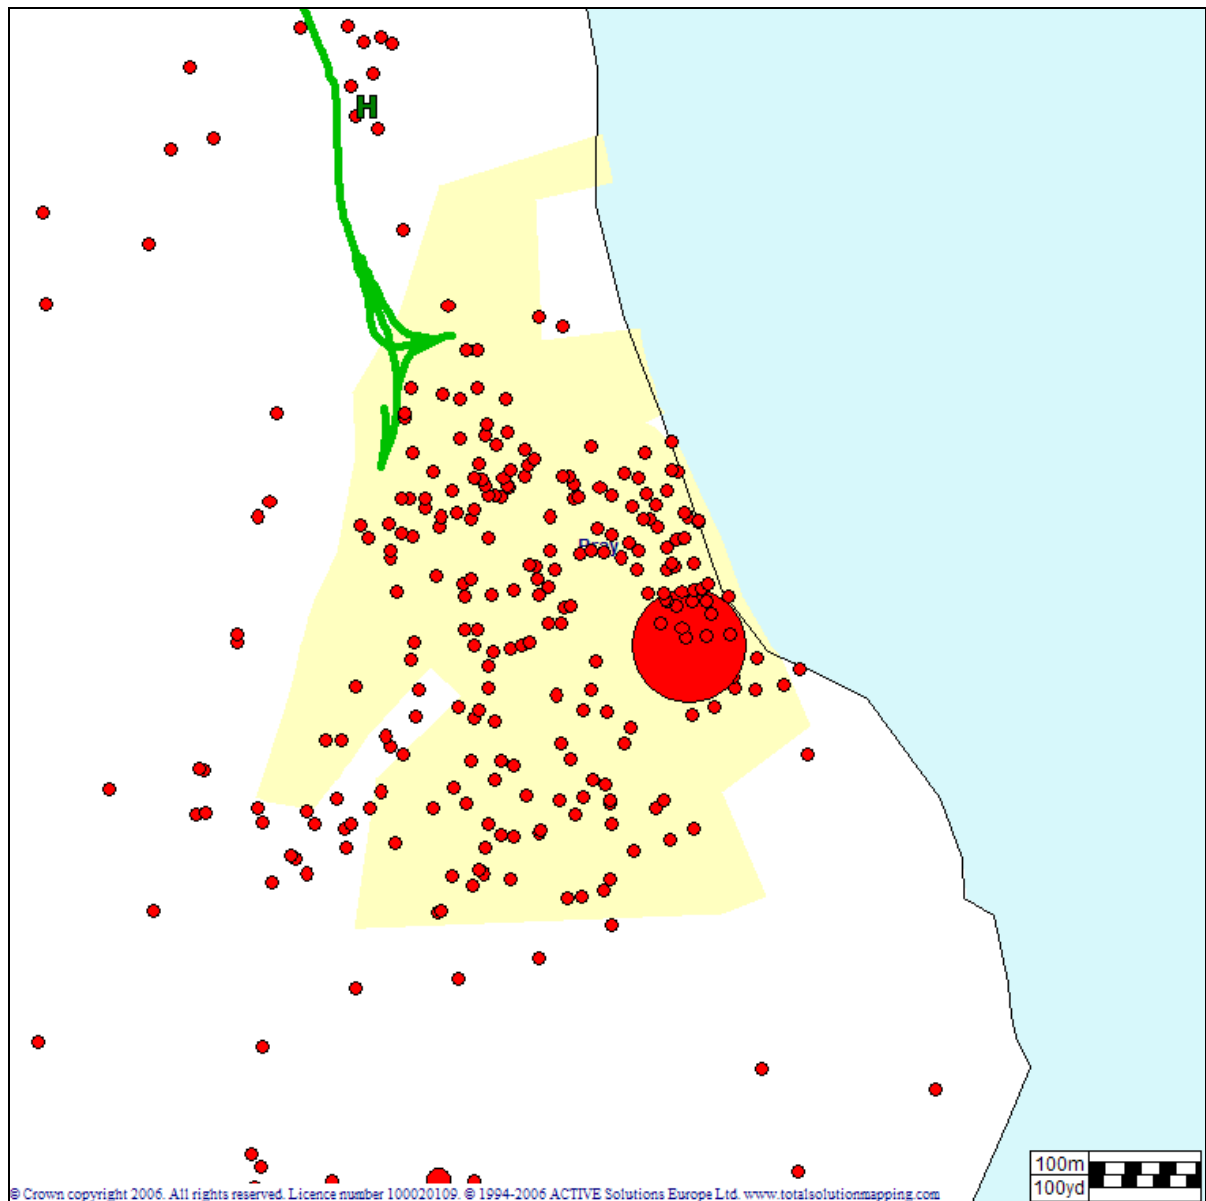 H
Bray
100m
100yd
© Crown copyright 2006. All rights reserved. Licence number 100020109. © 1994-2006 ACTIVE Solutions Europe Ltd. www.totalsolutionmapping.com